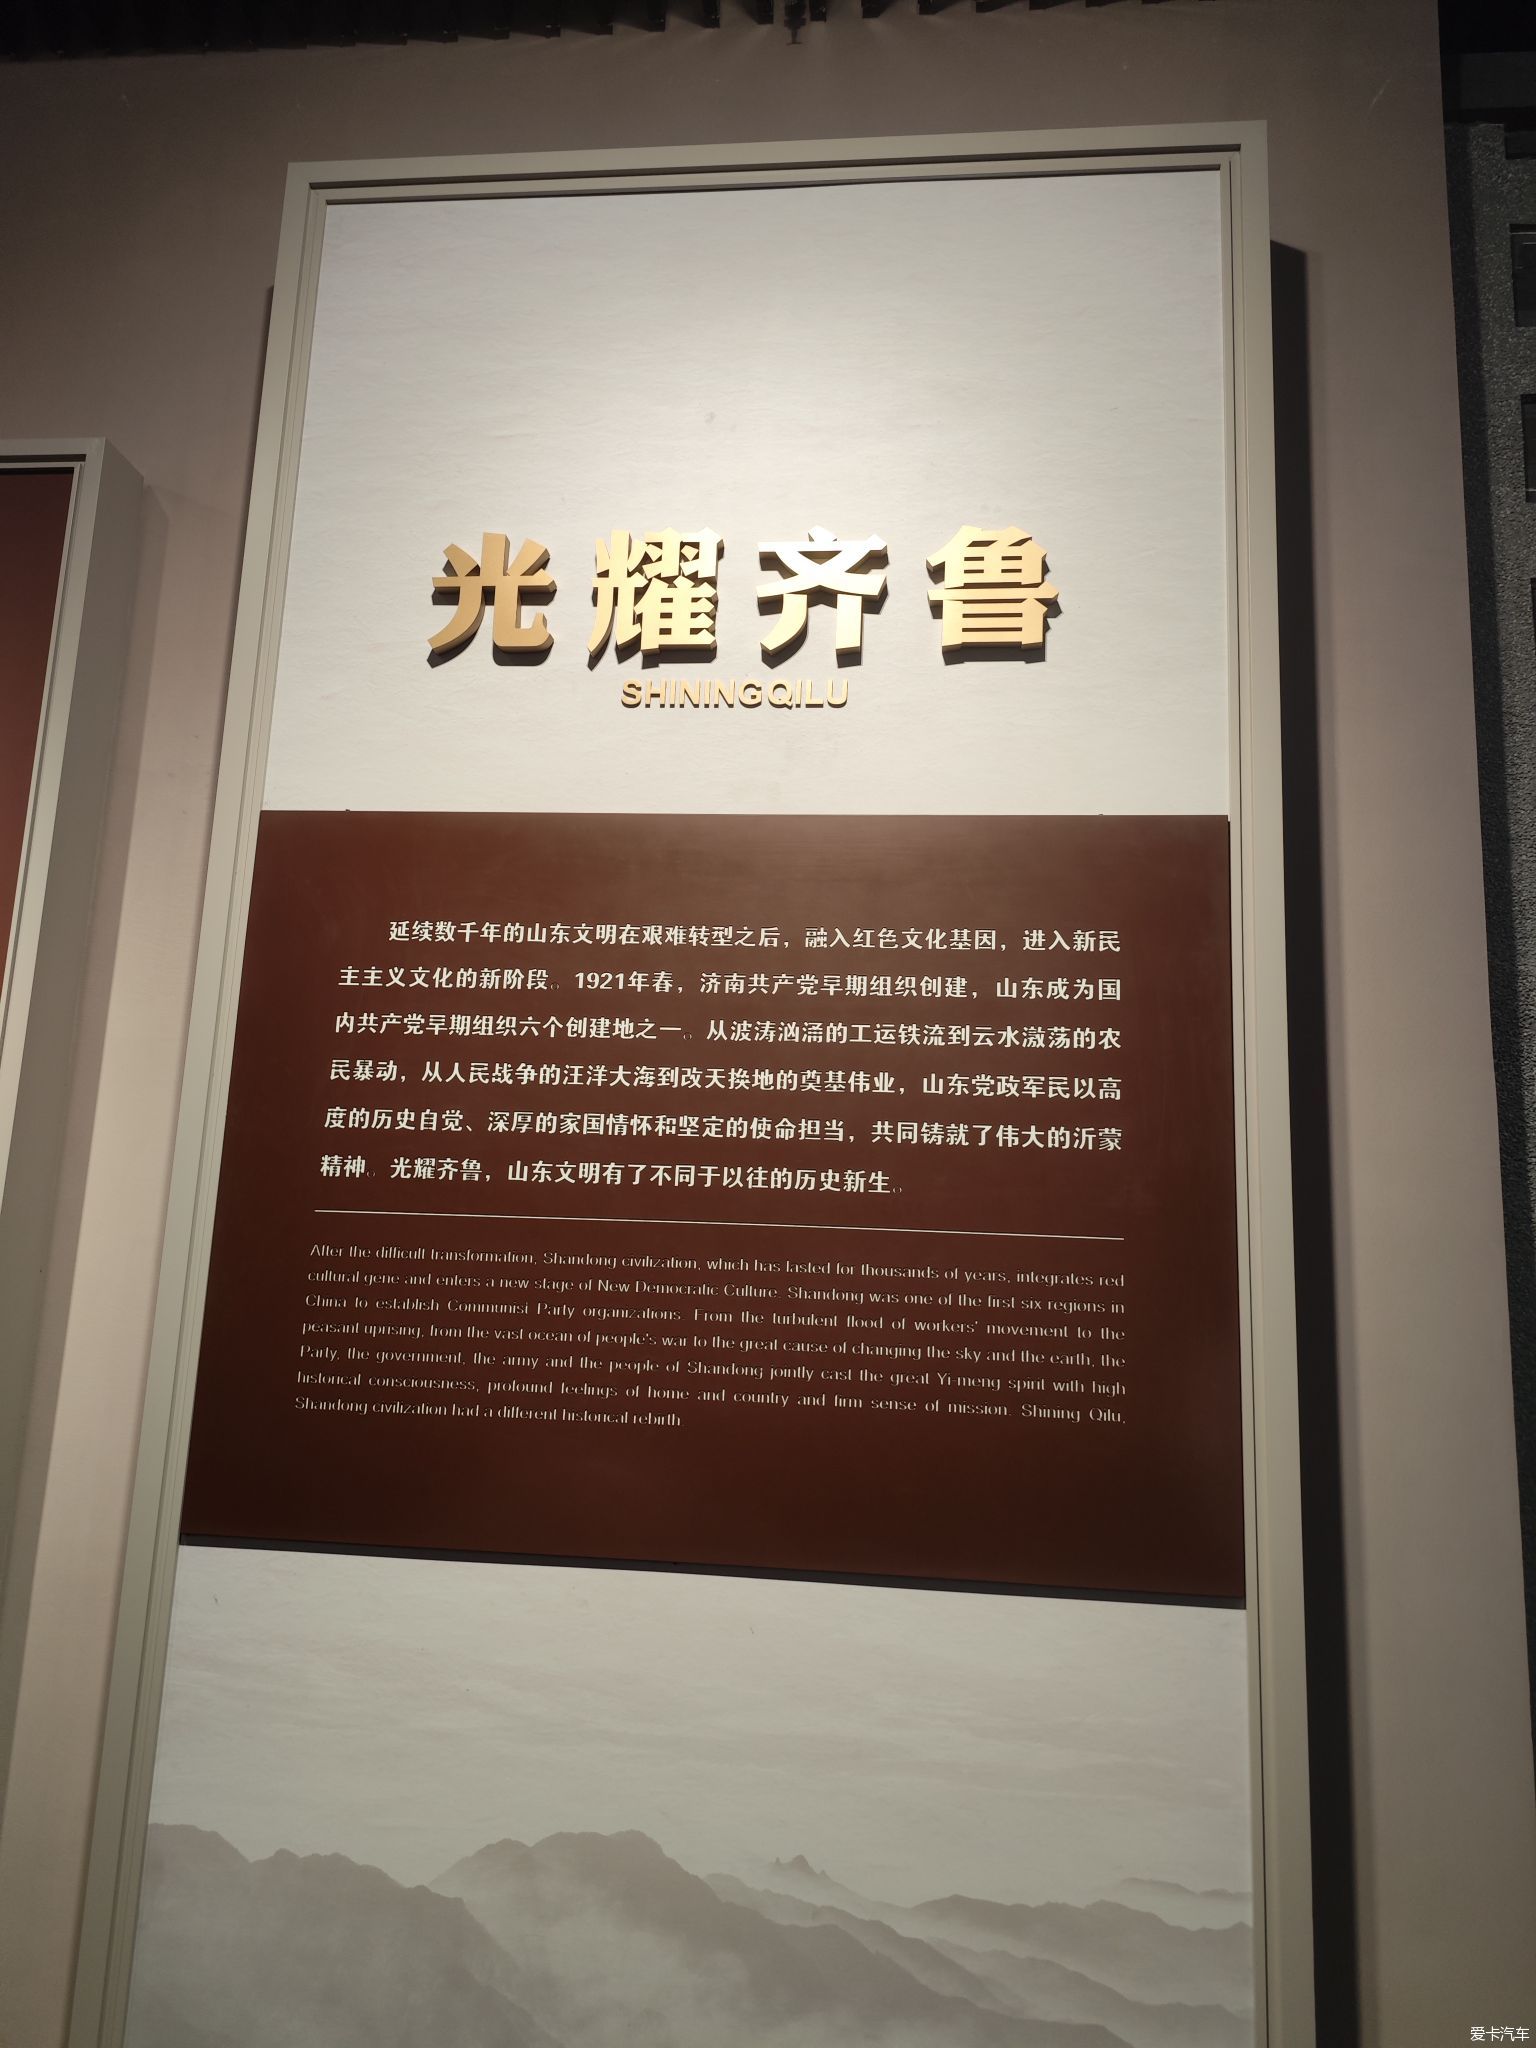 光耀齐鲁
SHINING QILU
延续数千年的山东文明在艰难转型之后，融入红色文化基因，进入新民
主主义文化的新阶段。1921年春，济南共产党早期组织创建，山东成为国
内共产党早期组织六个创建地之一。从波涛汹涌的工运铁流到云水激荡的农
民暴动，从人民战争的汪洋大海到改天换地的奠基伟业，山东党政军民以高
度的历史自觉、深厚的家国情怀和坚定的使命担当，共同铸就了伟大的沂蒙
精神。光耀齐鲁，山东文明有了不同于以往的历史新生。
After the difficult transformation, Shandong civilization, which has lasted for thousands of years, integrates red
cultural gene and enters a new stage of New Democratic Culture. Shandong was one of the first six regions in
China to establish Communist Party organizations. From the turbulent flood of workers' movement to the
peasant uprising, from the vast ocean of people's war to the great cause of changing the sky and the earth, the
Party, the government, the army and the people of Shandong jointly cast the great Yi-meng spirit with high
historical consciousness, profound feelings of home and country and firm sense of mission. Shining Qilu,
Shandong civilization had a different historical rebirth.
爱卡汽车